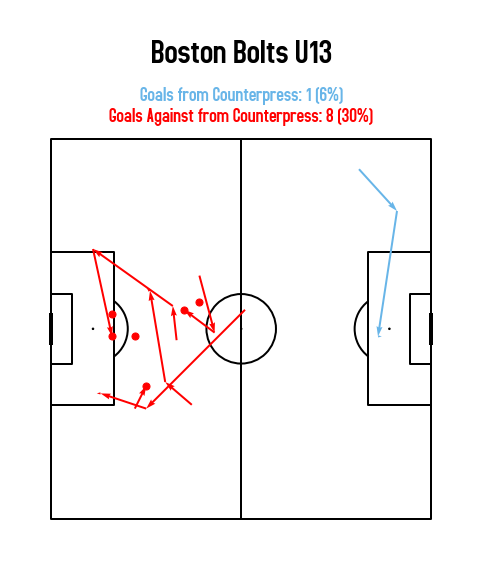 Boston Bolts U13
Goals from Counterpress: 1 (6%)
Goals Against from Counterpress: 8 (30%)